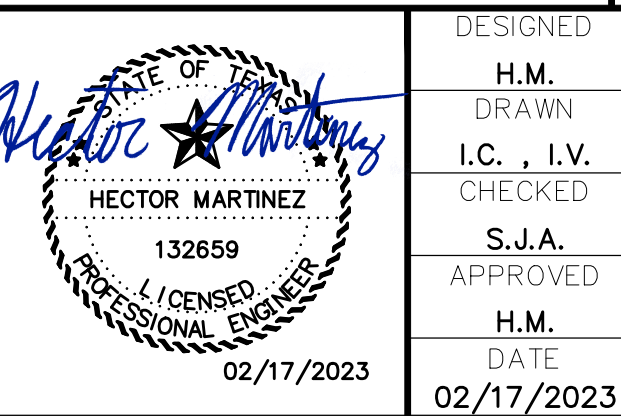 STATE OF TEXAS
Hector Martinez
HECTOR MARTINEZ
132659
LICENSED
PROFESSIONAL ENGINEER
02/17/2023
DESIGNED
H.M.
DRAWN
I.C. , I.V.
CHECKED
S.J.A.
APPROVED
H.M.
DATE
02/17/2023